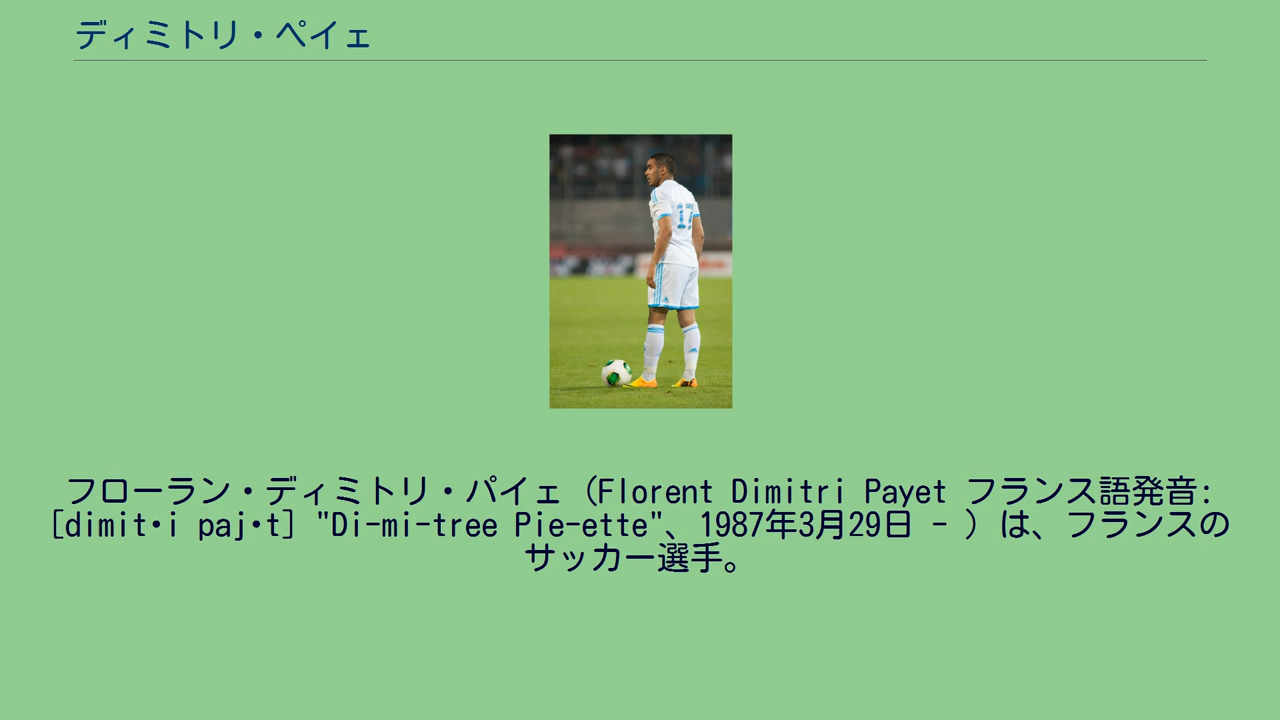 ディミトリ・ペイェ
17
フローラン・ディミトリ・パイェ（Florent Dimitri Payet フランス語発音:
[dimit•i paj•t] "Di-mi-tree Pie-ette"、1987年3月29日 - ）は、フランスの
サッカー選手。